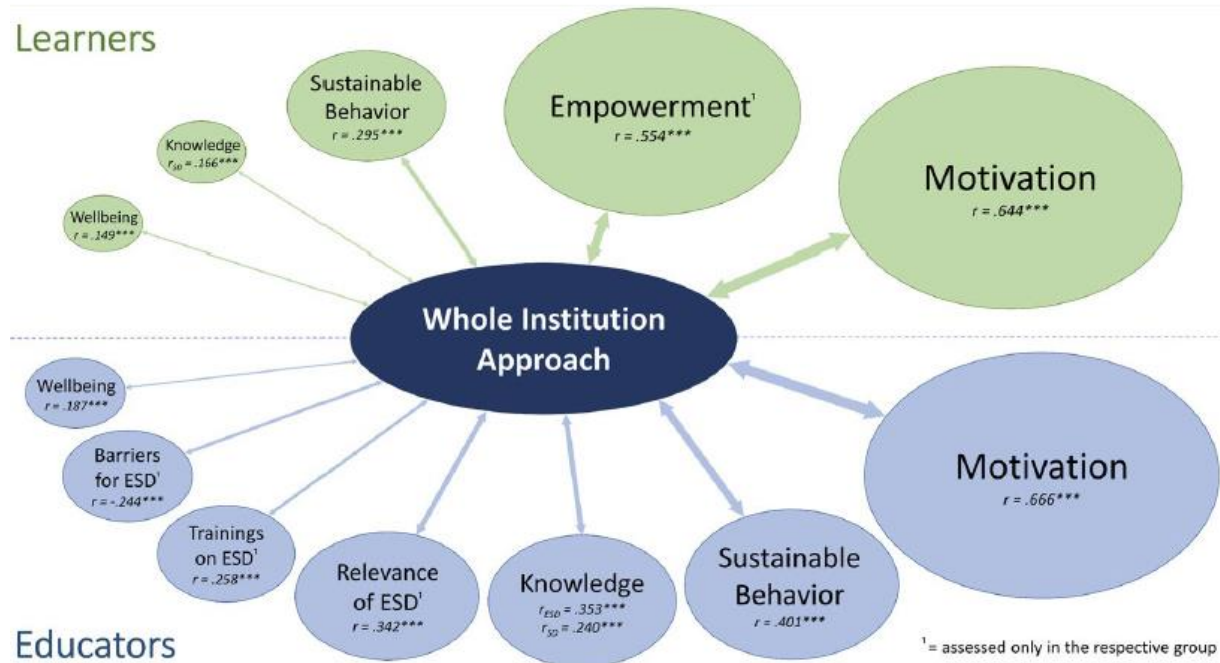 Learners
Sustainable
Behavior
r = .295***
Empowerment¹
r = .554***
Motivation
r = .644***
Knowledge
rSD = .166***
Wellbeing
r = .149***
Whole Institution
Approach
Wellbeing
r = .187***
Barriers
for ESD¹
r = -.244***
Trainings
on ESD¹
r = .258***
Relevance
of ESD¹
r = .342***
Knowledge
rESD = .353***
rSD = .240***
Sustainable
Behavior
r = .401***
Motivation
r = .666***
Educators
¹ = assessed only in the respective group